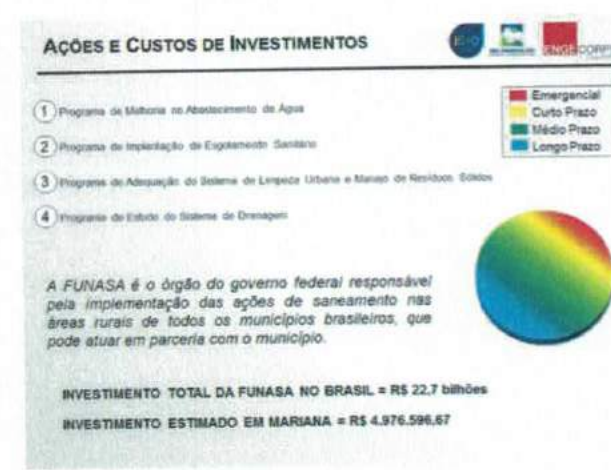 AÇÕES E CUSTOS DE INVESTIMENTOS
ENGECORPS
Emergencial
Curto Prazo
Médio Prazo
Longo Prazo
1 Programa de Melhoria no Abastecimento de Água
2 Programa de Implantação de Esgotamento Sanitário
3 Programa de Adequação do Sistema de Limpeza Urbana e Manejo de Resíduos Sólidos
4 Programa de Estudo do Sistema de Drenagem
A FUNASA é o órgão do governo federal responsável
pela implementação das ações de saneamento nas
áreas rurais de todos os municípios brasileiros, que
pode atuar em parceria com o município.
INVESTIMENTO TOTAL DA FUNASA NO BRASIL = R$ 22,7 bilhões
INVESTIMENTO ESTIMADO EM MARIANA = R$ 4.976.596,67